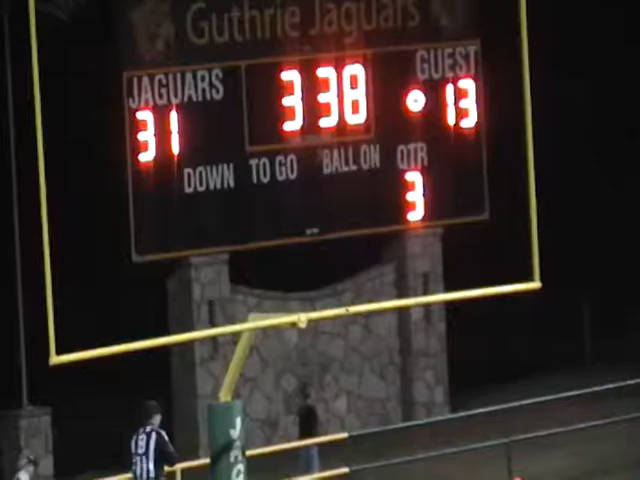 Guthrie Jaguars
JAGUARS GUEST
31 3 38 13
DOWN TO GO BALL ON QTR
3